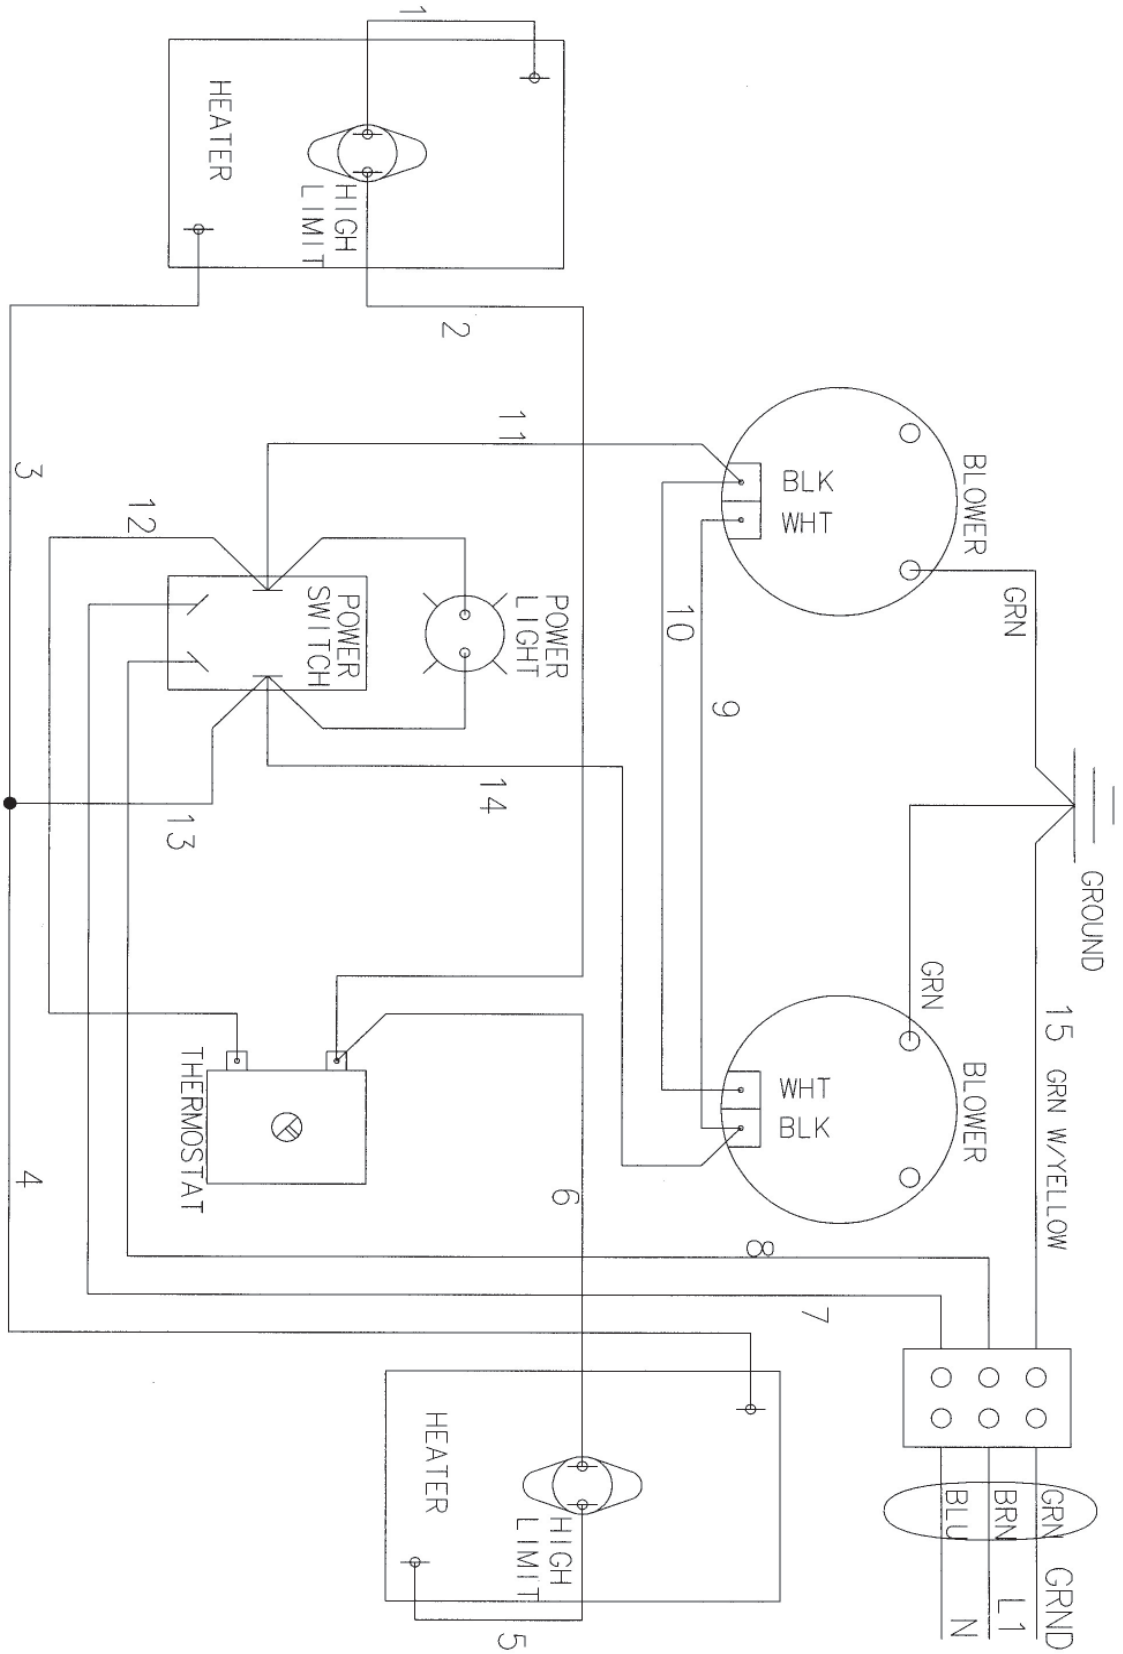 GROUND
15 GRN W/YELLOW
GRN GRND
BRN L1
BLU N
BLOWER
GRN
GRN
BLOWER
BLK
WHT
WHT
BLK
8
7
9
10
11
14
2
1
POWER
LIGHT
6
HIGH
LIMIT
HIGH
LIMIT
5
POWER
SWITCH
HEATER
HEATER
THERMOSTAT
12
13
3
4